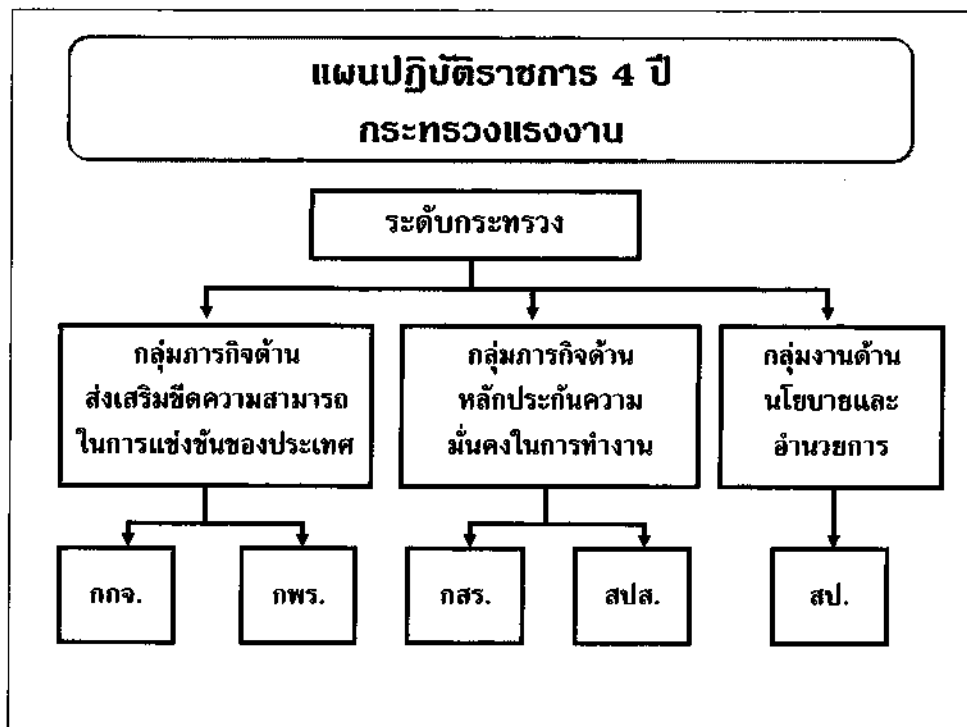 แผนปฏิบัติราชการ 4 ปี
กระทรวงแรงงาน
ระดับกระทรวง
กลุ่มภารกิจด้าน
ส่งเสริมขีดความสามารถ
ในการแข่งขันของประเทศ
กลุ่มภารกิจด้าน
หลักประกันความ
มั่นคงในการทำงาน
กลุ่มงานด้าน
นโยบายและ
อำนวยการ
กกจ.
กพร.
กสร.
สปส.
สป.